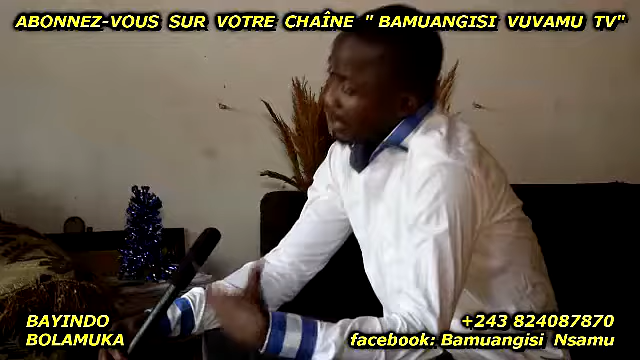 ABONNEZ-VOUS SUR VOTRE CHAÎNE " BAMUANGISI VUVAMU TV"
BAYINDO
BOLAMUKA
+243 824087870
facebook: Bamuangisi Nsamu